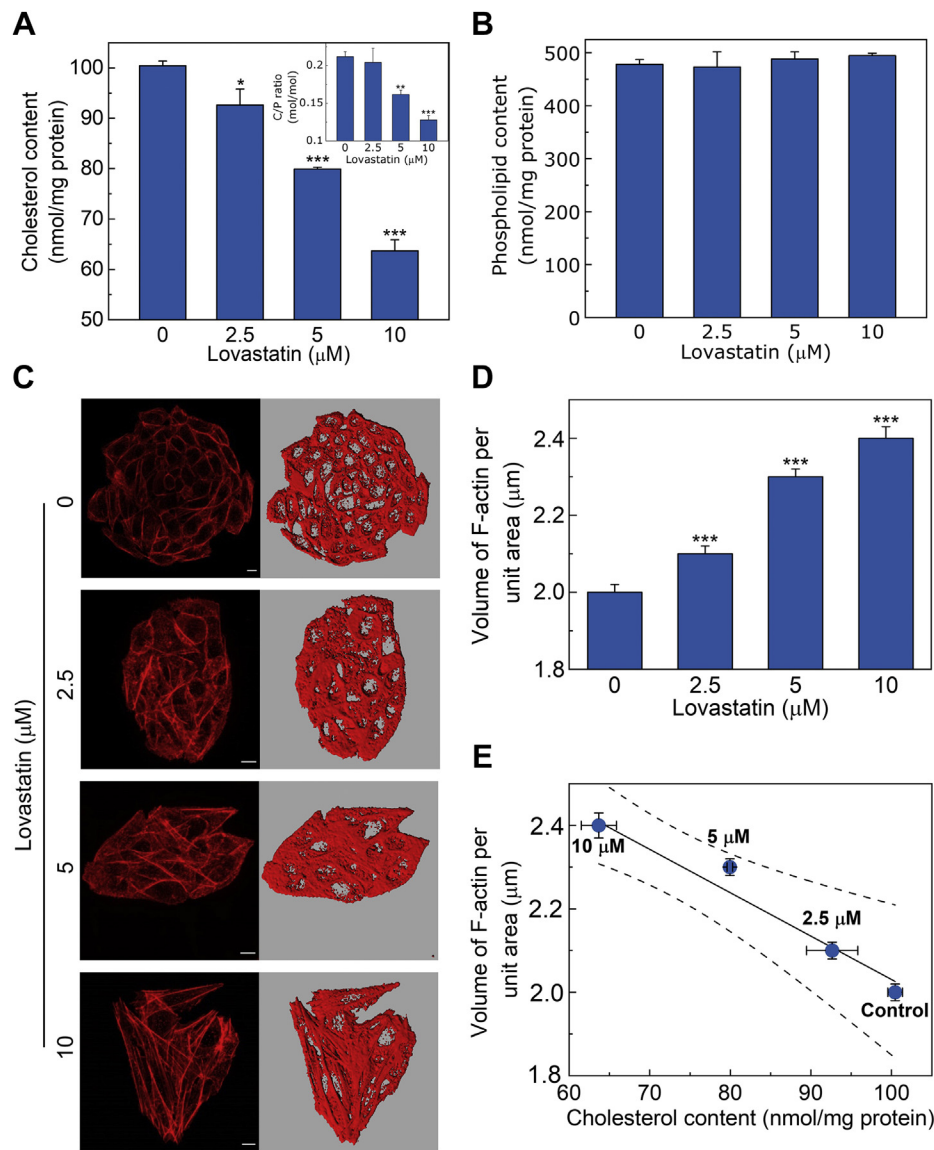 A
Cholesterol content
(nmol/mg protein)
100
90
80
70
60
50
*
***
***
0 2.5 5 10
Lovastatin (μM)
C/P ratio
(mol/mol)
0.2
0.15
0.1
**
***
0 2.5 5 10
Lovastatin (μM)
B
Phospholipid content
(nmol/mg protein)
500
400
300
200
100
0
0 2.5 5 10
Lovastatin (μM)
C
Lovastatin (μM)
0
2.5
5
10
D
Volume of F-actin per
unit area (μm)
2.4
2.2
2.0
1.8
***
***
***
0 2.5 5 10
Lovastatin (μM)
E
Volume of F-actin per
unit area (μm)
2.4
2.2
2.0
1.8
10 μM
5 μM
2.5 μM
Control
60 70 80 90 100
Cholesterol content (nmol/mg protein)